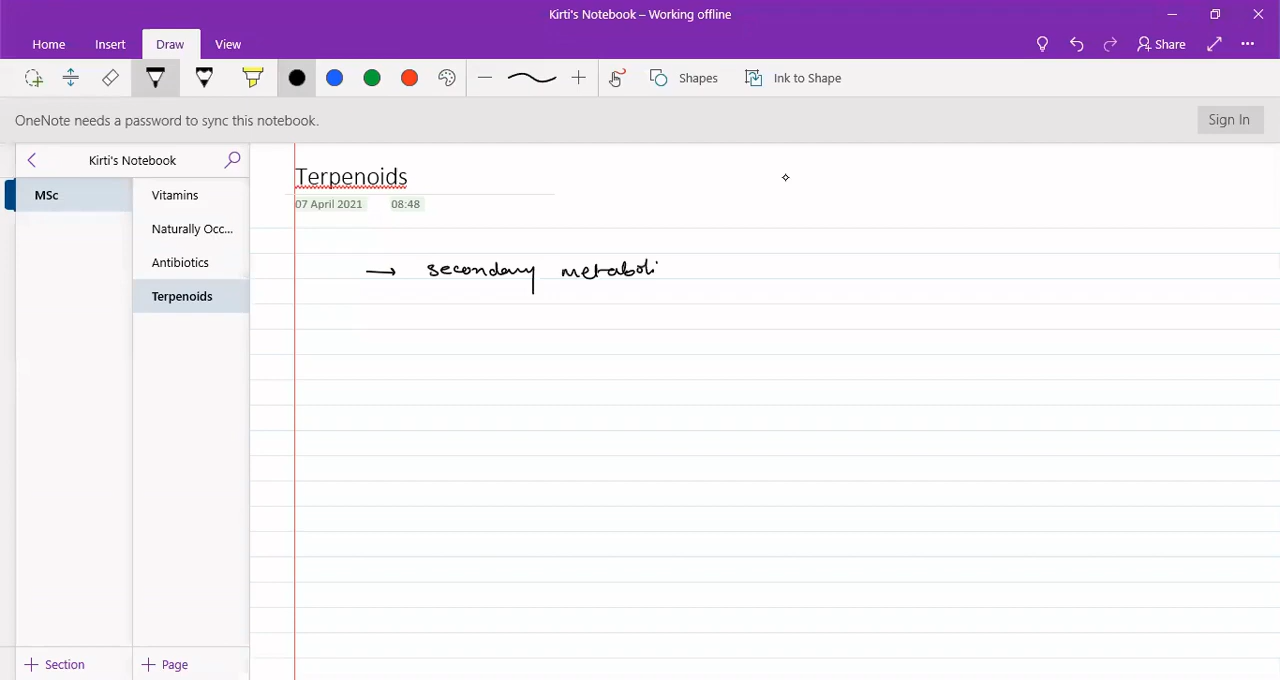 Kirti's Notebook – Working offline
Home Insert Draw View Share
Shapes Ink to Shape
OneNote needs a password to sync this notebook. Sign In
Kirti's Notebook
MSc
Vitamins
Naturally Occ...
Antibiotics
Terpenoids
Section Page
Terpenoids
07 April 2021 08:48
→ secondary metaboli